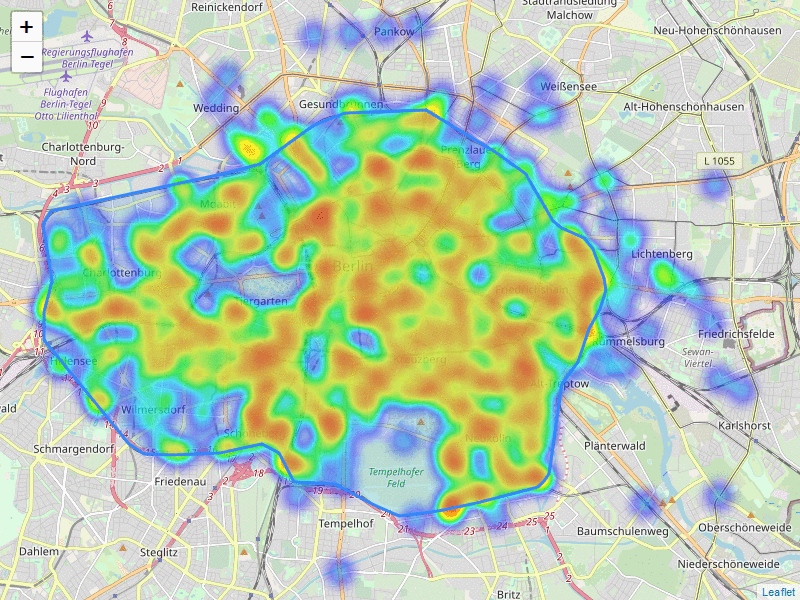 +
−
Reinickendorf
Pankow
Stadtrandsiedlung
Malchow
Neu-Hohenschönhausen
Regierungsflughafen
Berlin-Tegel
Flughafen
Berlin-Tegel
Otto Lilienthal
Weißensee
Wedding
Gesundbrunnen
Alt-Hohenschönhausen
Charlottenburg-
Nord
Prenzlauer
Berg
L 1055
Moabit
Lichtenberg
Charlottenburg
Berlin
Tiergarten
Friedrichshain
Halensee
Kreuzberg
Rummelsburg
Friedrichsfelde
Sewan-
Viertel
Alt-Treptow
Wilmersdorf
Karlshorst
Neukölln
Schmargendorf
Plänterwald
Friedenau
Tempelhofer
Feld
Tempelhof
Baumschulenweg
Oberschöneweide
Dahlem
Steglitz
Niederschöneweide
Britz
Leaflet